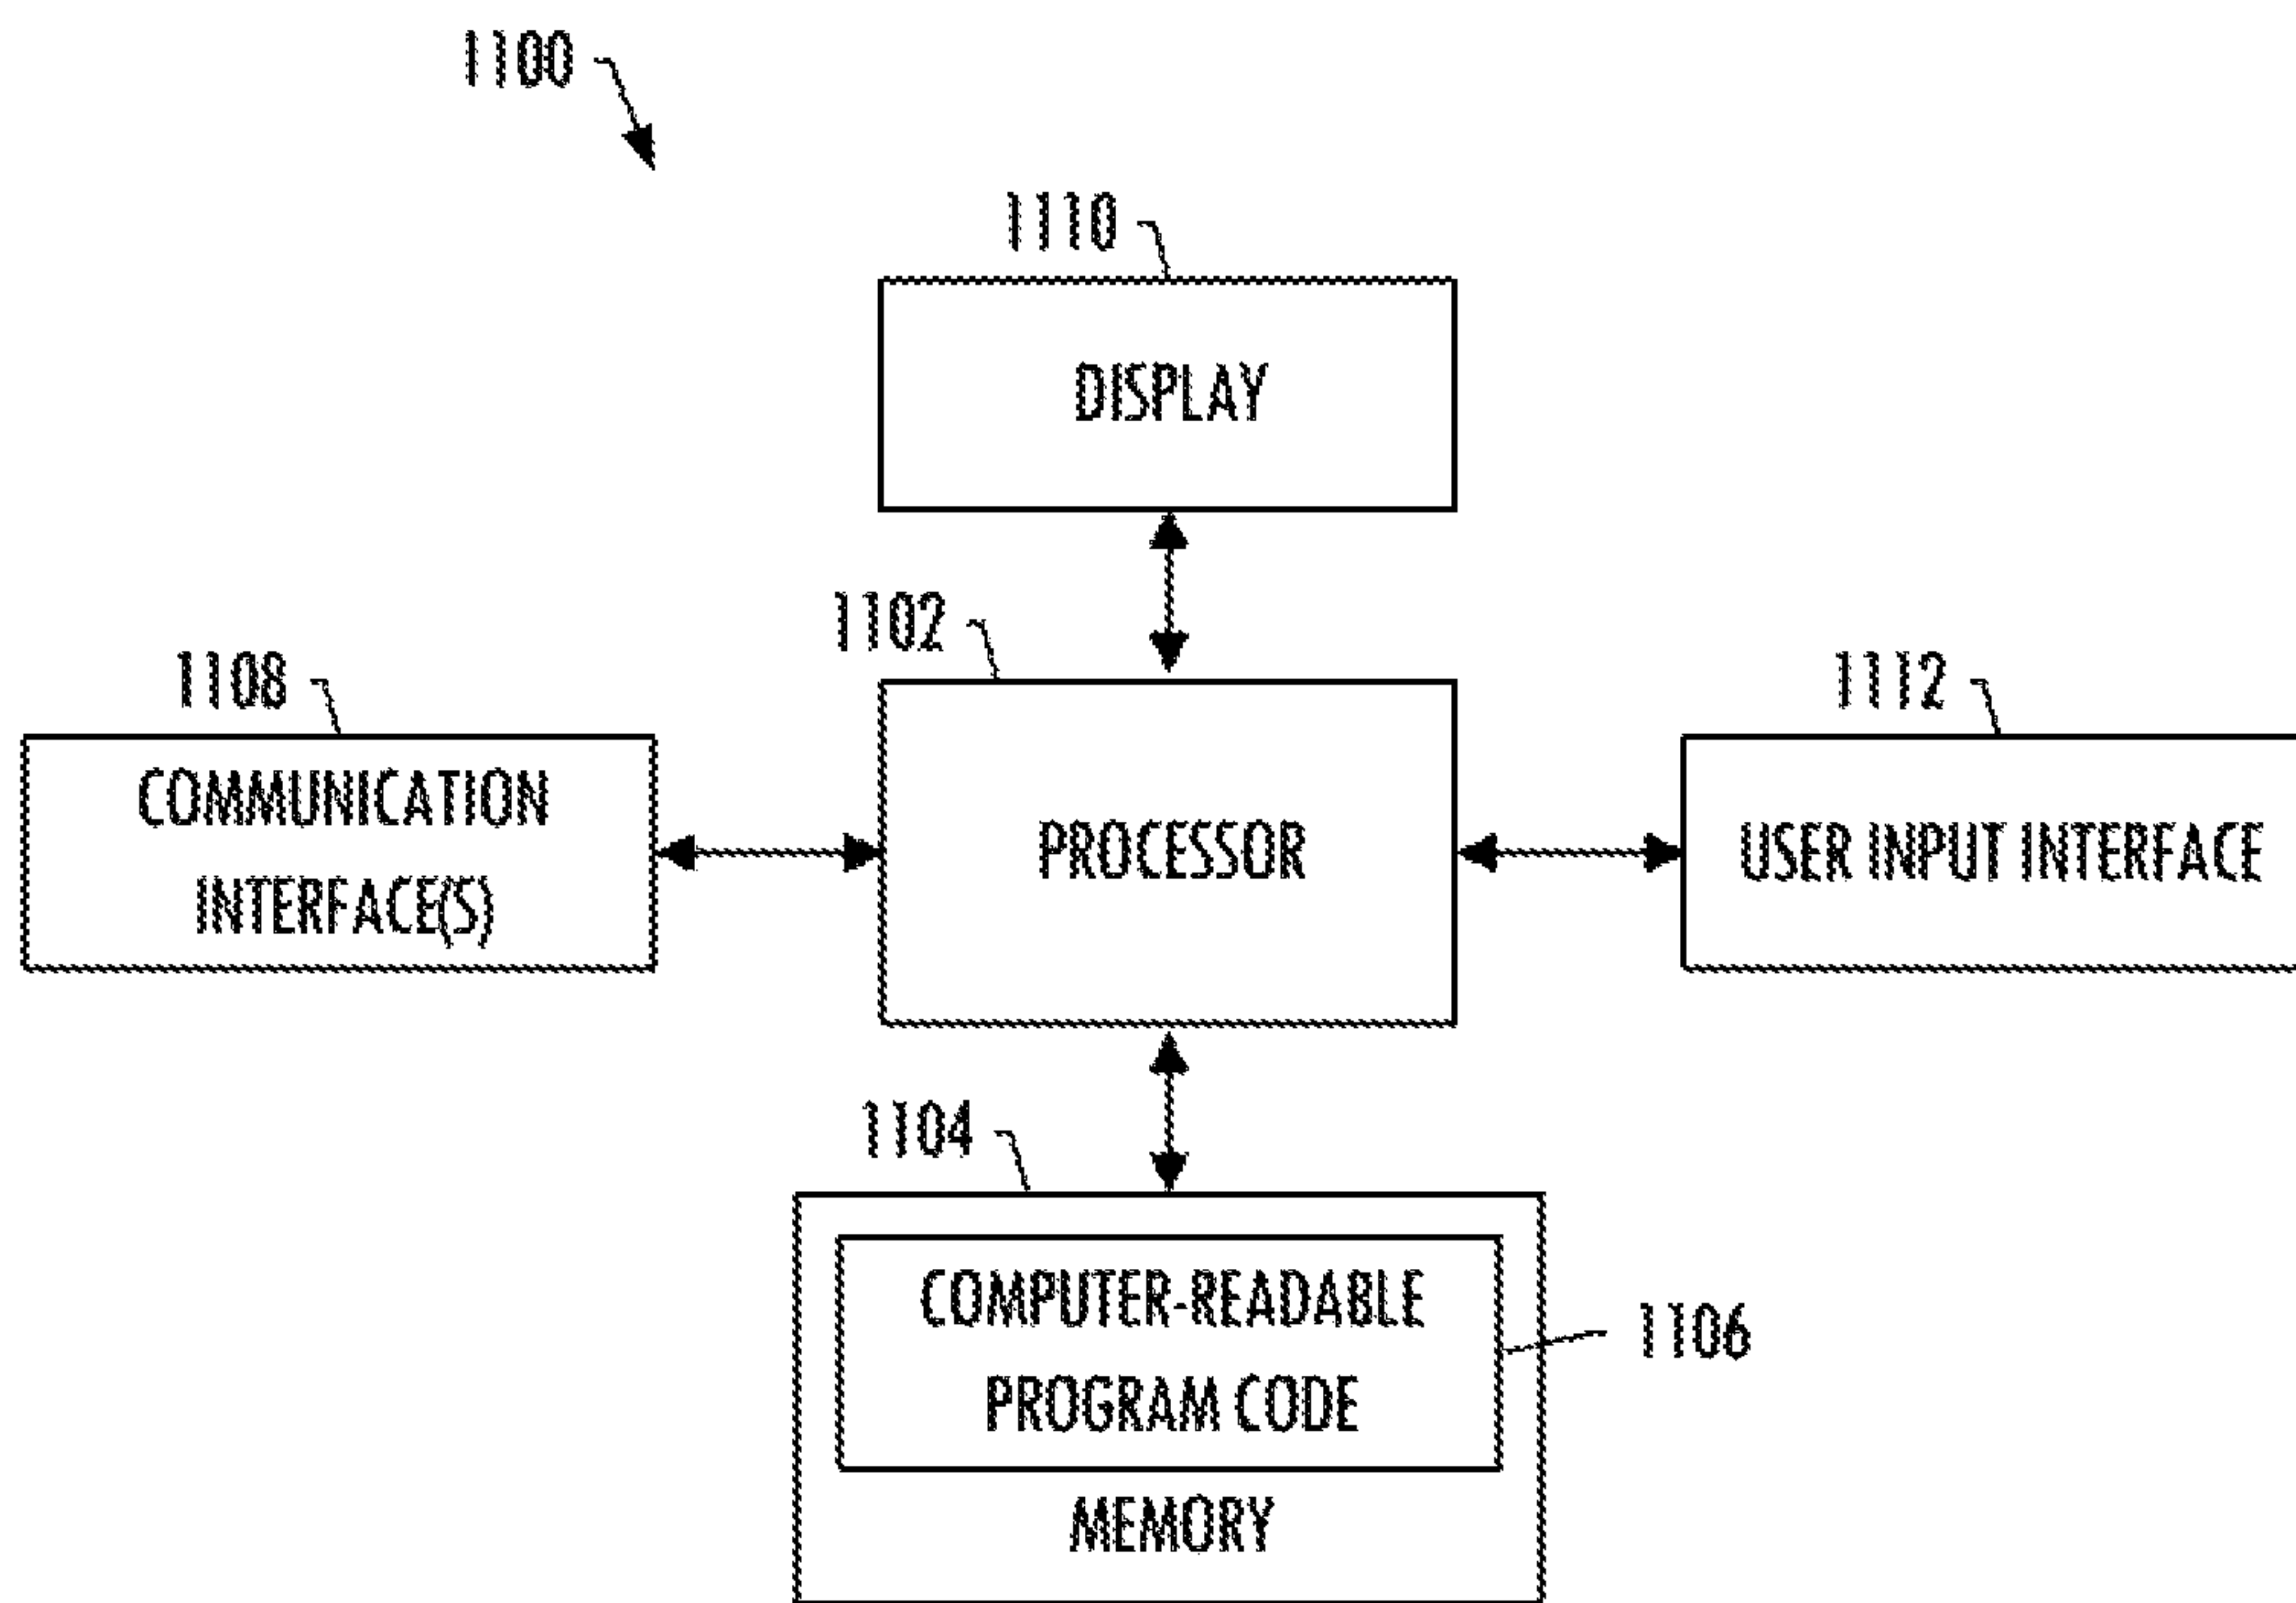 1100
1110
DISPLAY
1102
1108
1112
COMMUNICATION
INTERFACE(S)
PROCESSOR
USER INPUT INTERFACE
1104
COMPUTER-READABLE
PROGRAM CODE
1106
MEMORY